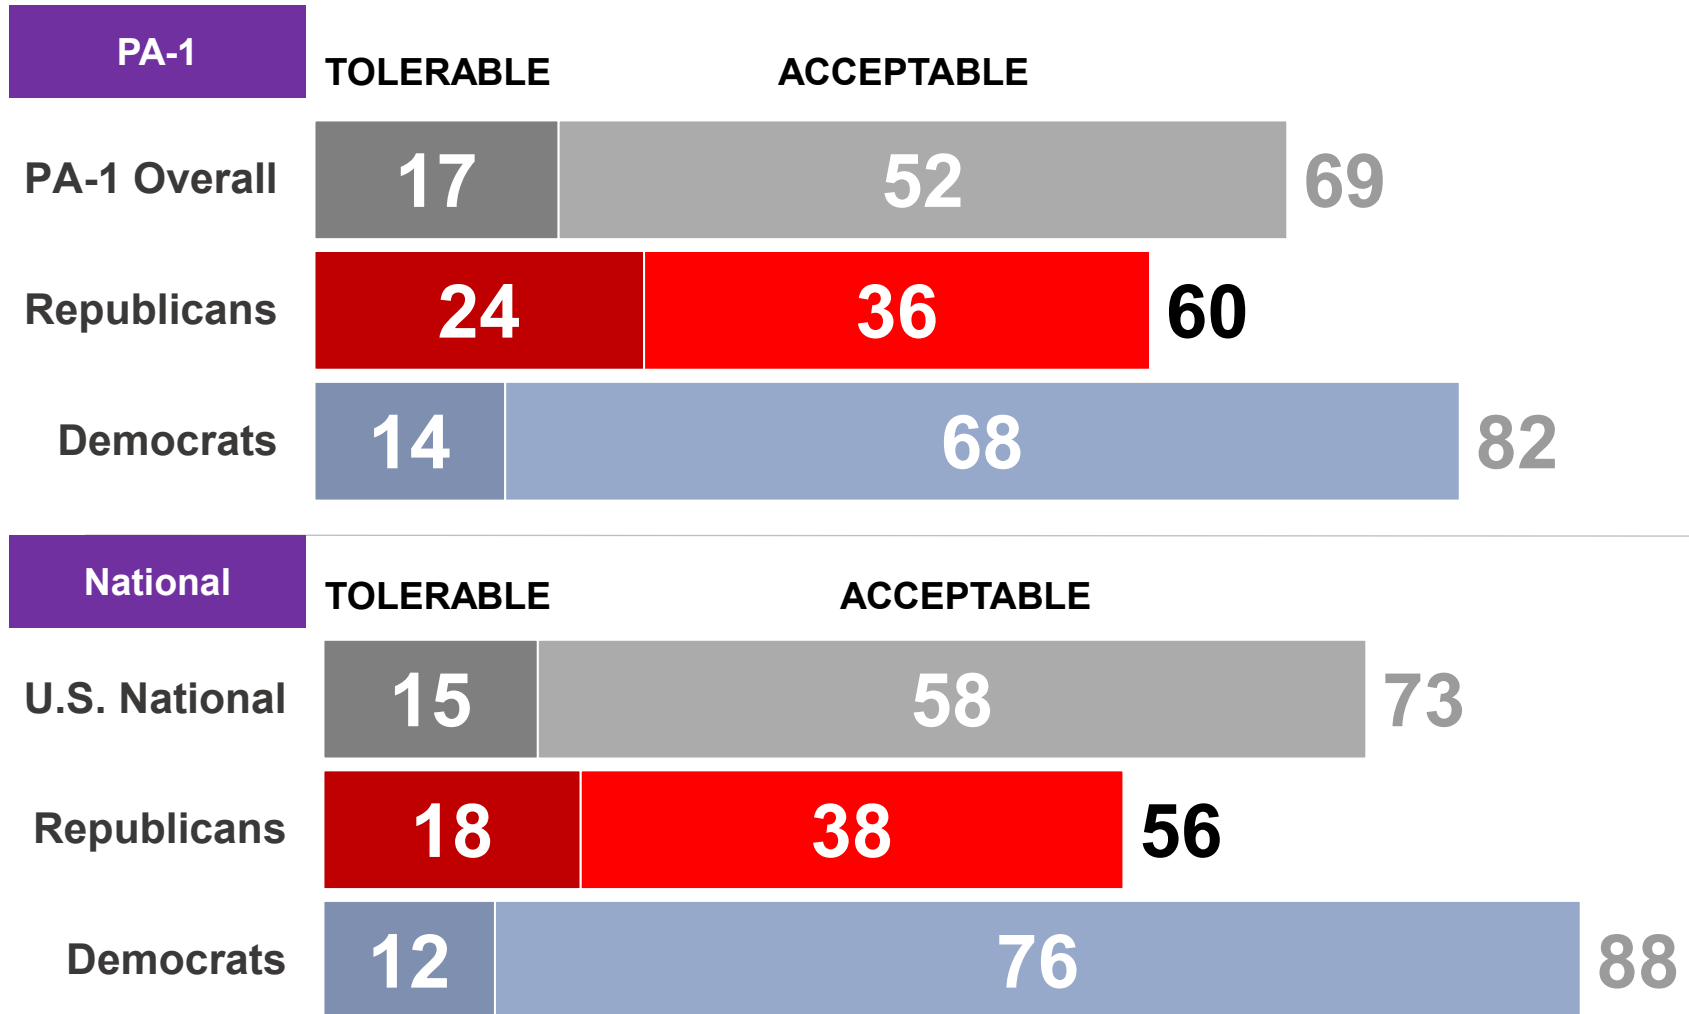 PA-1
TOLERABLE ACCEPTABLE
PA-1 Overall 17 52 69
Republicans 24 36 60
Democrats 14 68 82
National
TOLERABLE ACCEPTABLE
U.S. National 15 58 73
Republicans 18 38 56
Democrats 12 76 88